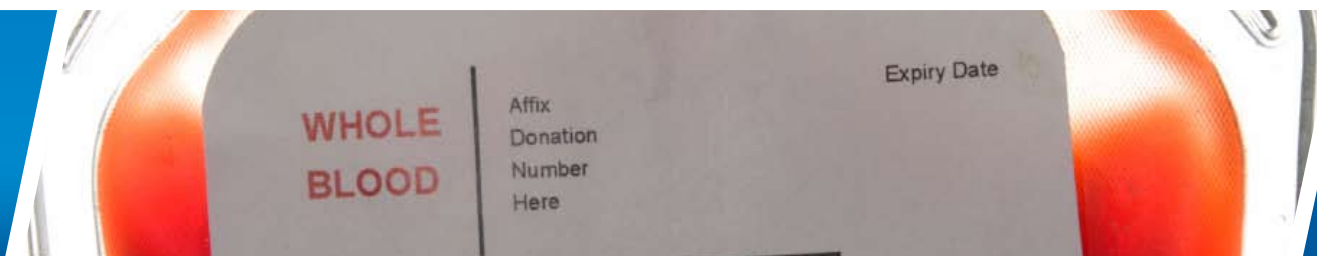 WHOLE
BLOOD
Affix
Donation
Number
Here
Expiry Date